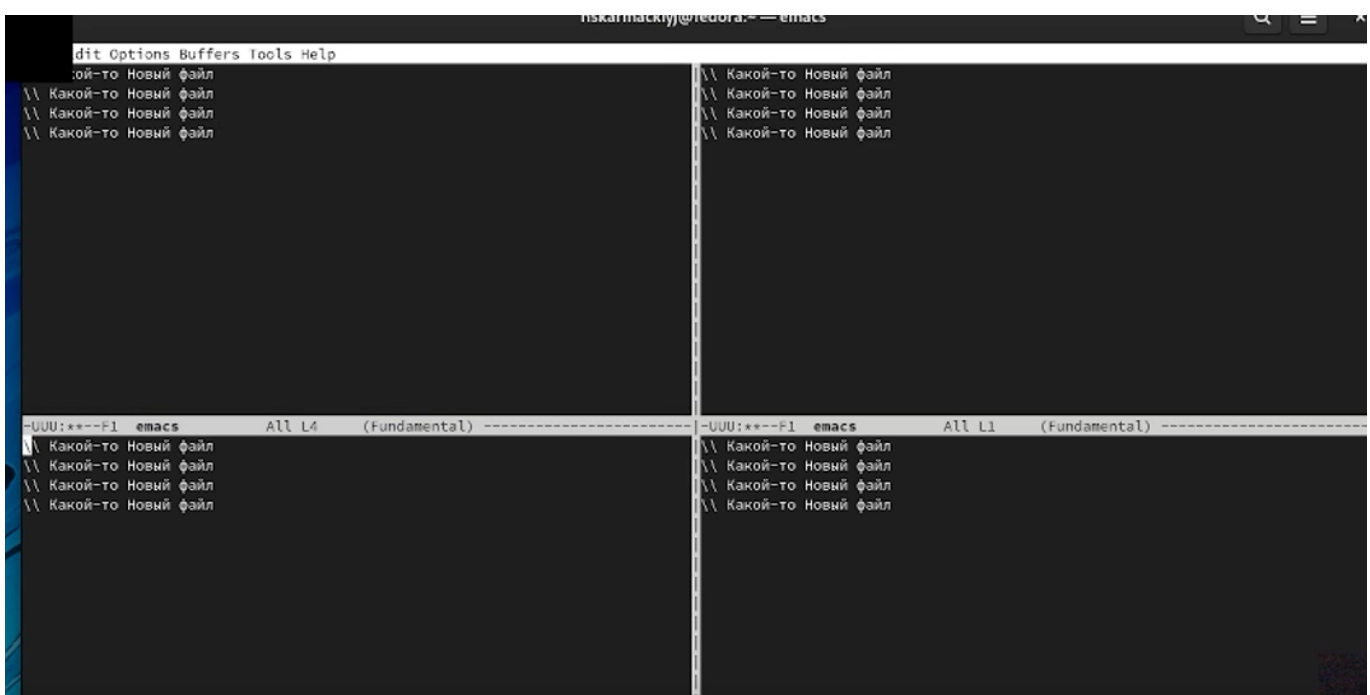 emacs
dit Options Buffers Tools Help
кой-то Новый файл
\\ Какой-то Новый файл
\\ Какой-то Новый файл
\\ Какой-то Новый файл
\\ Какой-то Новый файл
\\ Какой-то Новый файл
\\ Какой-то Новый файл
\\ Какой-то Новый файл
-UUU:**--F1 emacs All L4 (Fundamental) ------------------------
-UUU:**--F1 emacs All L1 (Fundamental) ------------------------
\\ Какой-то Новый файл
\\ Какой-то Новый файл
\\ Какой-то Новый файл
\\ Какой-то Новый файл
\\ Какой-то Новый файл
\\ Какой-то Новый файл
\\ Какой-то Новый файл
\\ Какой-то Новый файл